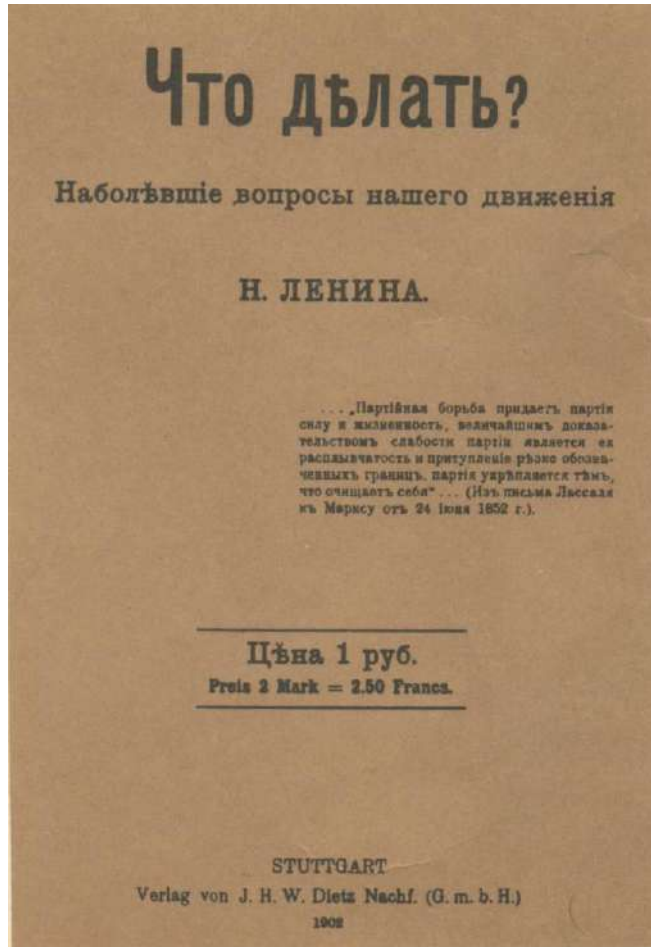 Что дѣлать?
Наболѣвшіе вопросы нашего движенія
Н. ЛЕНИНА.
.... „Партійная борьба придаетъ партіи
силу и жизненность, величайшимъ доказа-
тельствомъ слабости партіи является ея
расплывчатость и притупленіе рѣзко обозна-
ченныхъ границъ, партія укрѣпляется тѣмъ,
что очищаетъ себя“ ... (Изъ письма Лассаля
къ Марксу отъ 24 іюня 1852 г.).
Цѣна 1 руб.
Preis 2 Mark = 2.50 Francs.
STUTTGART
Verlag von J. H. W. Dietz Nachf. (G. m. b. H.)
1902